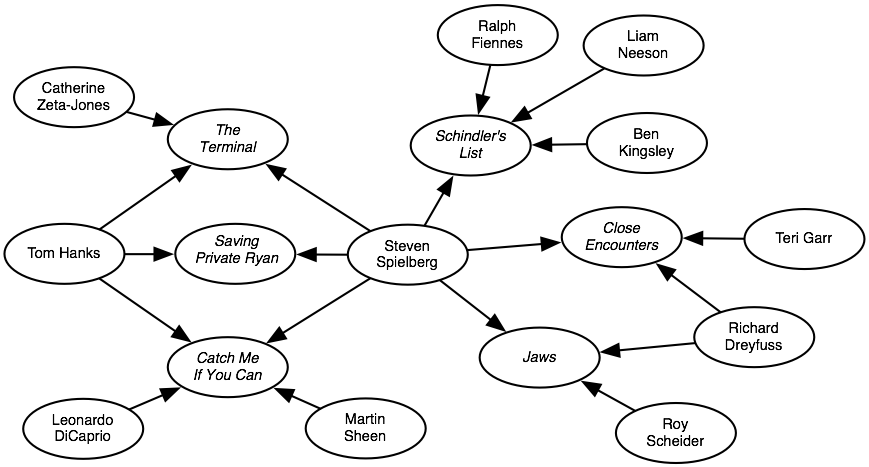 Ralph
Fiennes
Liam
Neeson
Catherine
Zeta-Jones
The
Terminal
Schindler's
List
Ben
Kingsley
Tom Hanks
Saving
Private Ryan
Steven
Spielberg
Close
Encounters
Teri Garr
Richard
Dreyfuss
Catch Me
If You Can
Jaws
Leonardo
DiCaprio
Martin
Sheen
Roy
Scheider